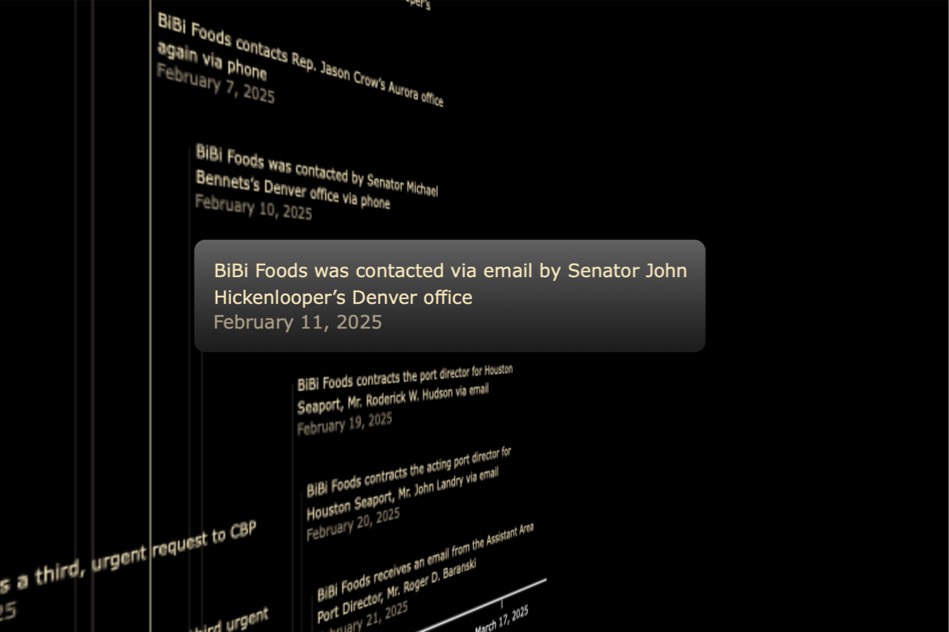 BiBi Foods contacts Rep. Jason Crow's Aurora office
again via phone
February 7, 2025
BiBi Foods was contacted by Senator Michael
Bennets's Denver office via phone
February 10, 2025
BiBi Foods was contacted via email by Senator John
Hickenlooper’s Denver office
February 11, 2025
BiBi Foods contracts the port director for Houston
Seaport, Mr. Roderick W. Hudson via email
February 19, 2025
BiBi Foods contracts the acting port director for
Houston Seaport, Mr. John Landry via email
February 20, 2025
a third, urgent request to CBP
BiBi Foods receives an email from the Assistant Area
Port Director, Mr. Roger D. Baranski
21, 2025
urgent
March 17, 2025